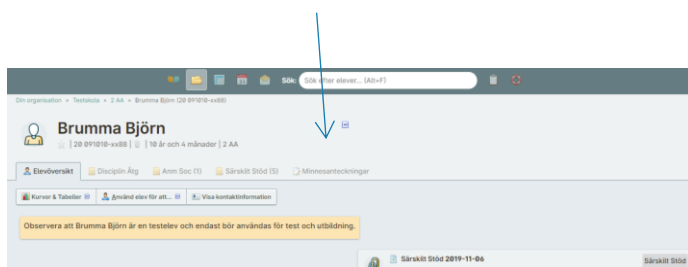 Sök: Sök efter elever... (Alt+F)
Din organisation » Testskola » 2 AA » Brumma Björn (20 091010-xx88)
Brumma Björn
| 20 091010-xx88 | | 10 år och 4 månader | 2 AA
Elevöversikt Disciplin Åtg Anm Soc (1) Särskilt Stöd (5) Minnesanteckningar
Kurvor & Tabeller Använd elev för att... Visa kontaktinformation
Observera att Brumma Björn är en testelev och endast bör användas för test och utbildning.
Särskilt Stöd 2019-11-06 Särskilt Stöd